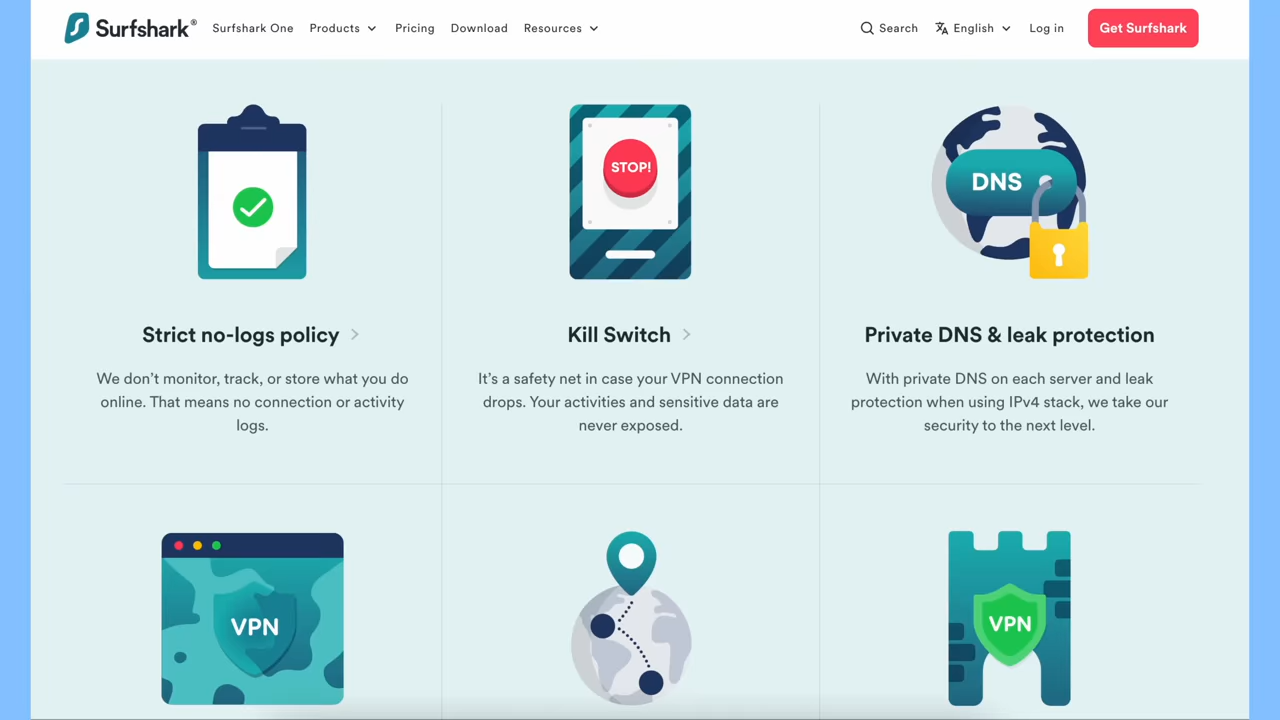 Surfshark®
Surfshark One
Products
Pricing
Download
Resources
Search
English
Log in
Get Surfshark
STOP!
DNS
Strict no-logs policy
We don’t monitor, track, or store what you do
online. That means no connection or activity
logs.
Kill Switch
It’s a safety net in case your VPN connection
drops. Your activities and sensitive data are
never exposed.
Private DNS & leak protection
With private DNS on each server and leak
protection when using IPv4 stack, we take our
security to the next level.
VPN
VPN